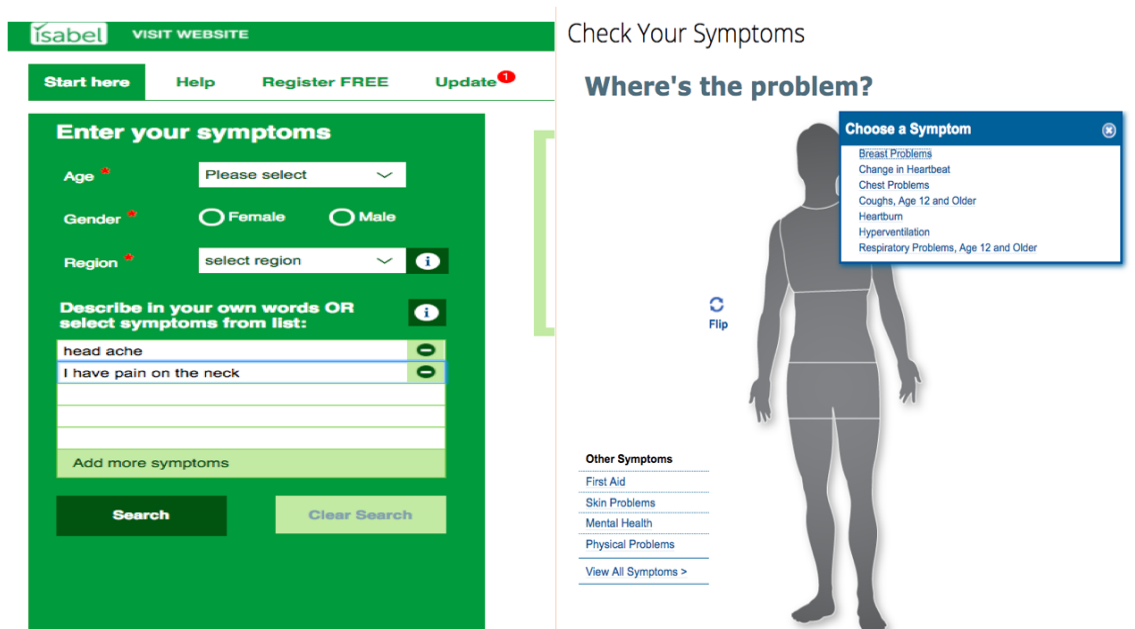 isabel VISIT WEBSITE
Start here Help Register FREE Update 1
Enter your symptoms
Age * Please select
Gender * Female Male
Region * select region i
Describe in your own words OR
select symptoms from list: i
head ache
I have pain on the neck
Add more symptoms
Search Clear Search
Check Your Symptoms
Where's the problem?
Choose a Symptom
Breast Problems
Change in Heartbeat
Chest Problems
Coughs, Age 12 and Older
Heartburn
Hyperventilation
Respiratory Problems, Age 12 and Older
Flip
Other Symptoms
First Aid
Skin Problems
Mental Health
Physical Problems
View All Symptoms >